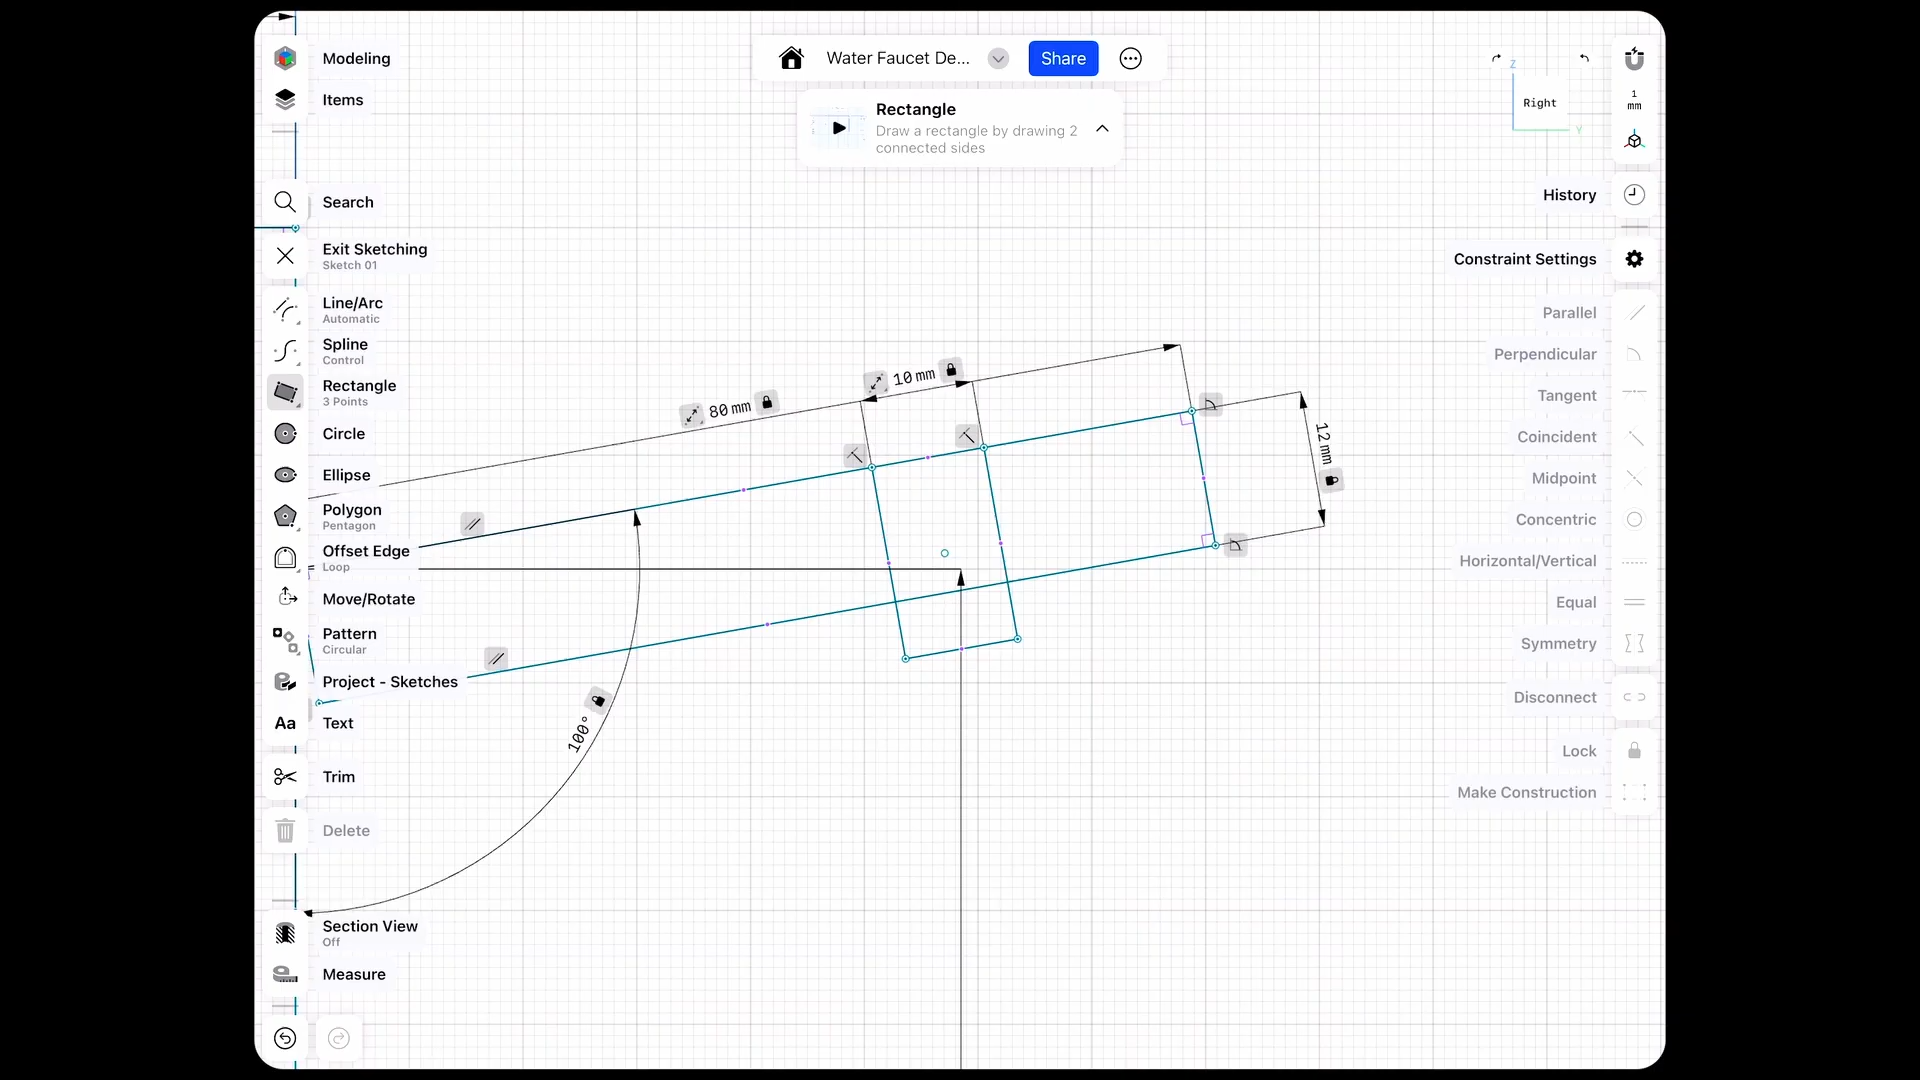 Modeling
Items
Water Faucet De...
Share
Rectangle
Draw a rectangle by drawing 2
connected sides
Z
Right
Y
1
mm
History
Search
Exit Sketching
Sketch 01
Constraint Settings
Line/Arc
Automatic
Spline
Control
Rectangle
3 Points
Circle
Ellipse
Polygon
Pentagon
Offset Edge
Loop
Move/Rotate
Pattern
Circular
Project - Sketches
Aa
Text
Trim
Delete
Section View
Off
Measure
80 mm
10 mm
12 mm
100°
Parallel
Perpendicular
Tangent
Coincident
Midpoint
Concentric
Horizontal/Vertical
Equal
Symmetry
Disconnect
Lock
Make Construction